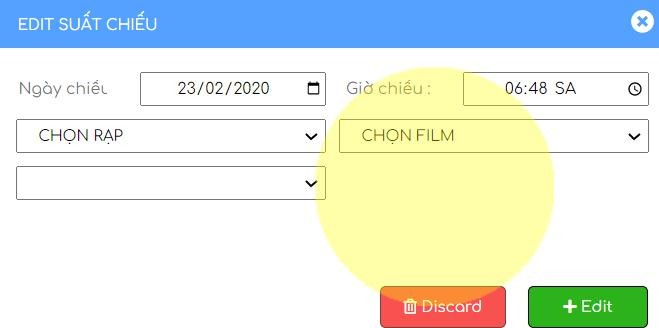 EDIT SUẤT CHIẾU
Ngày chiếu 23/02/2020 Giờ chiếu : 06:48 SA
CHỌN RẠP CHỌN FILM
Discard Edit